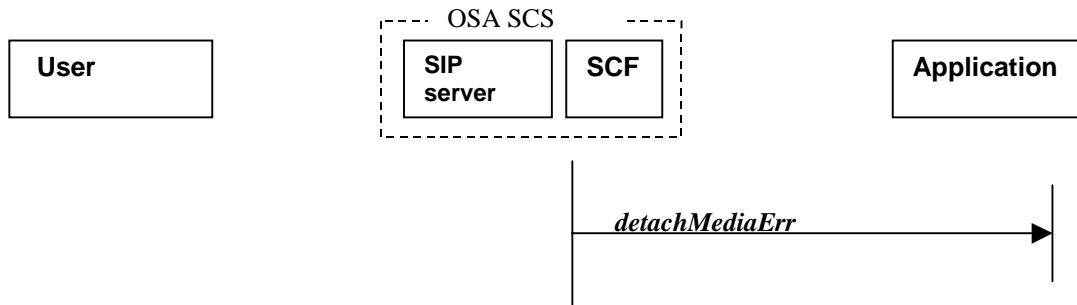 OSA SCS
User
SIP
server
SCF
Application
detachMediaErr